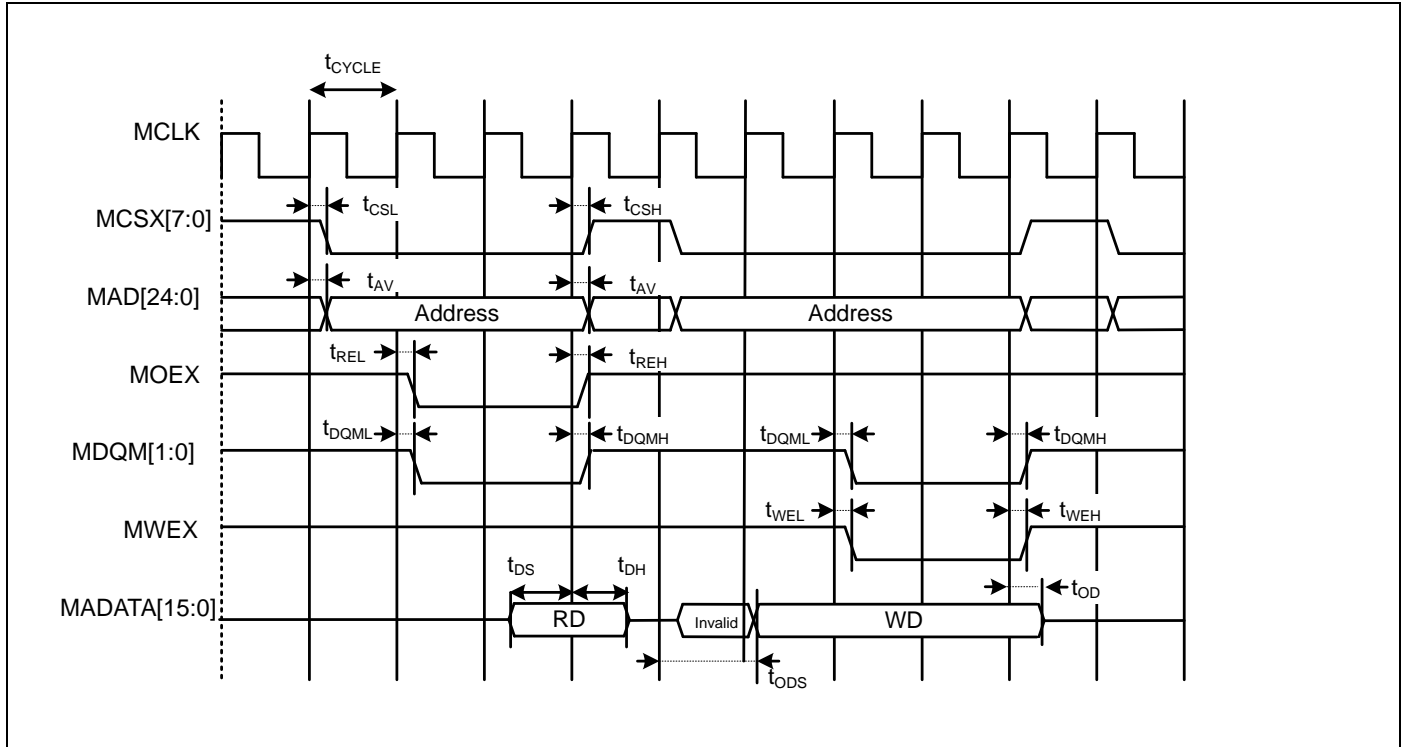 tCYCLE
MCLK
MCSX[7:0] tCSL tCSH
MAD[24:0] tAV tAV
Address Address
MOEX tREL tREH
MDQM[1:0] tDQML tDQMH tDQML tDQMH
MWEX tWEL tWEH
tDS tDH
MADATA[15:0] RD Invalid WD tOD
tODS